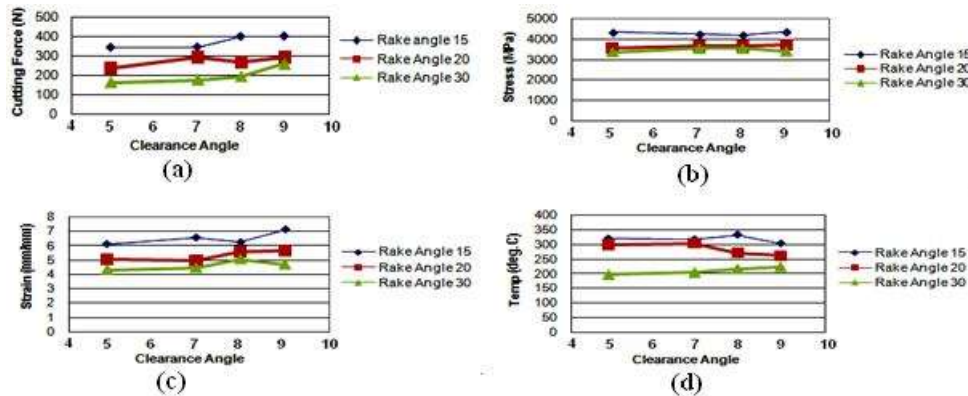 Cuttting Force (N)
500
400
300
200
100
0
4 5 6 7 8 9 10
Clearance Angle
Rake angle 15
Rake Angle 20
Rake Angle 30
(a)
Stress (MPa)
5000
4000
3000
2000
1000
0
4 5 6 7 8 9 10
Clearance Angle
Rake Angle 15
Rake Angle 20
Rake Angle 30
(b)
Strain (mm/mm)
8
7
6
5
4
3
2
1
0
4 5 6 7 8 9 10
Clearance Angle
Rake Angle 15
Rake Angle 20
Rake Angle 30
(c)
Temp (deg.C)
400
350
300
250
200
150
100
50
0
4 5 6 7 8 9 10
Clearance Angle
Rake Angle 15
Rake Angle 20
Rake Angle 30
(d)